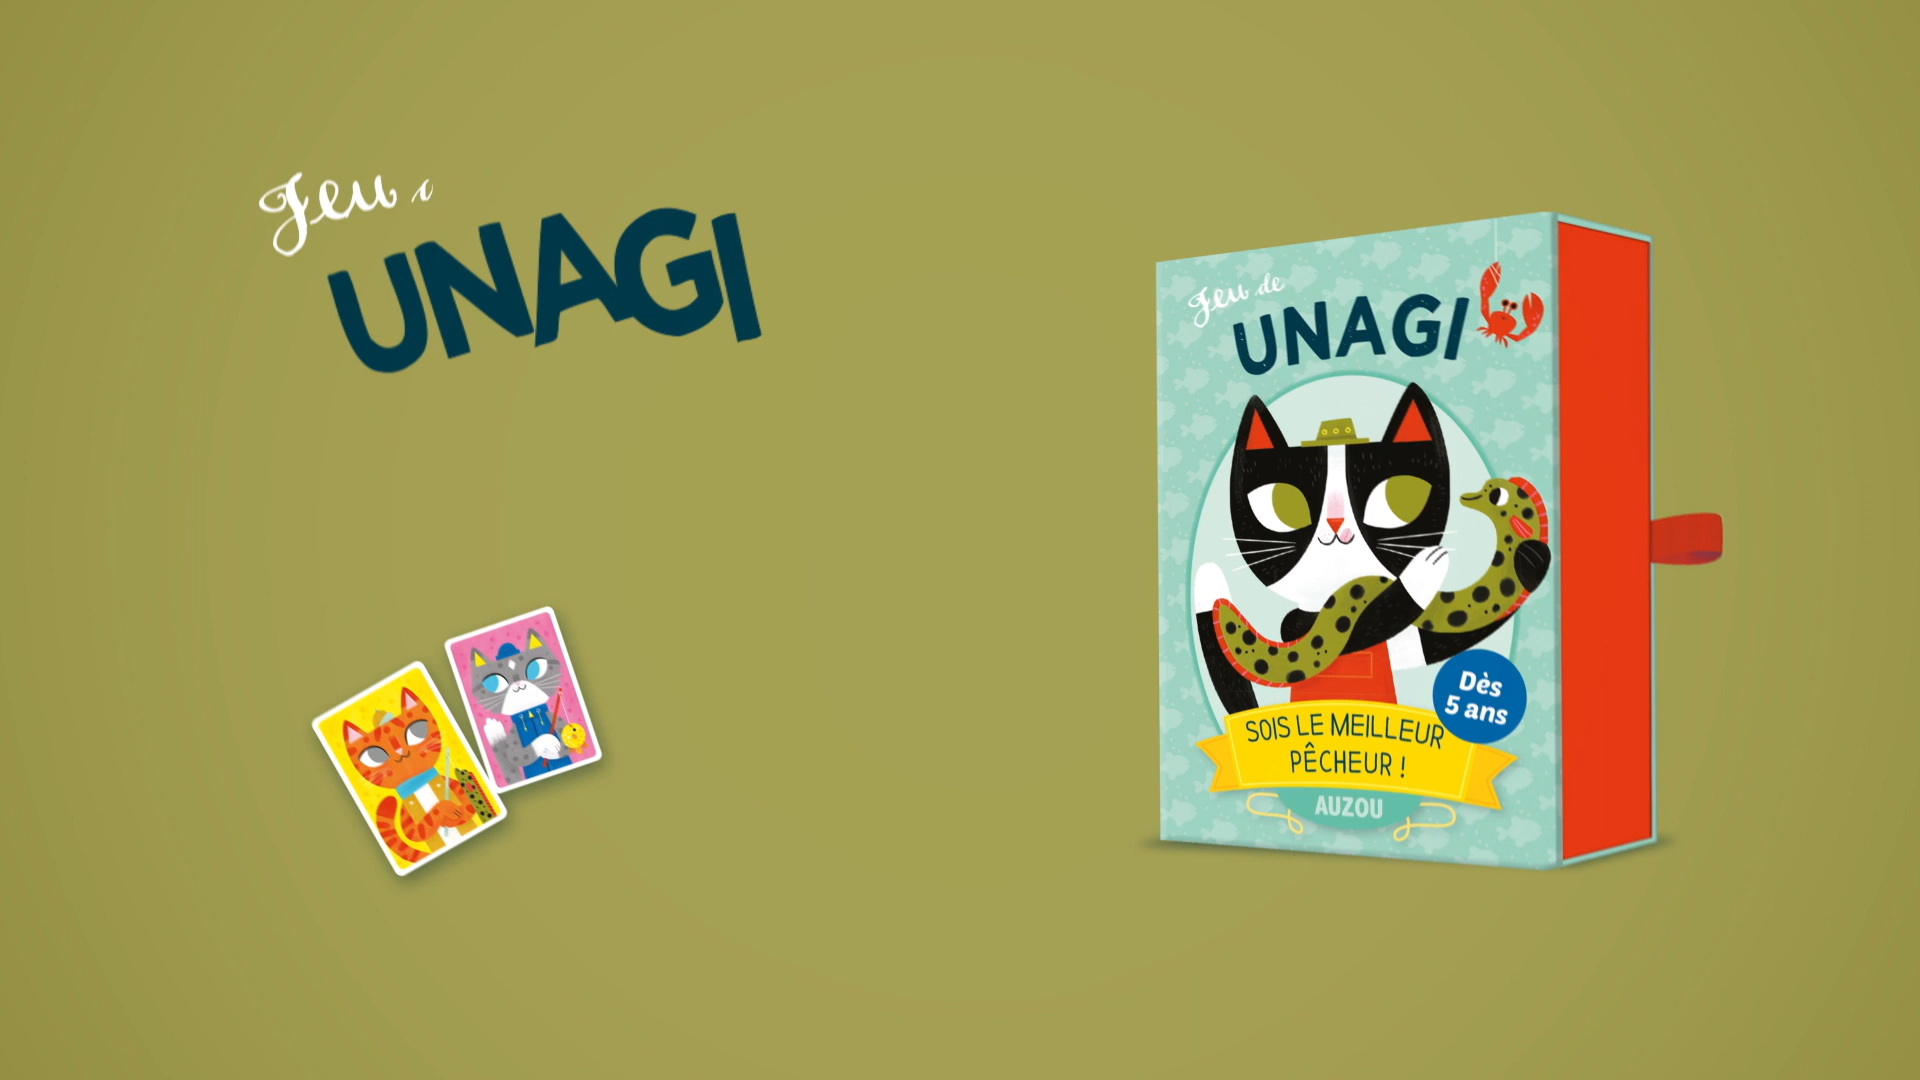 Jeu
UNAGI
Jeu de
UNAGI
Dès
5 ans
SOIS LE MEILLEUR
PÊCHEUR !
AUZOU